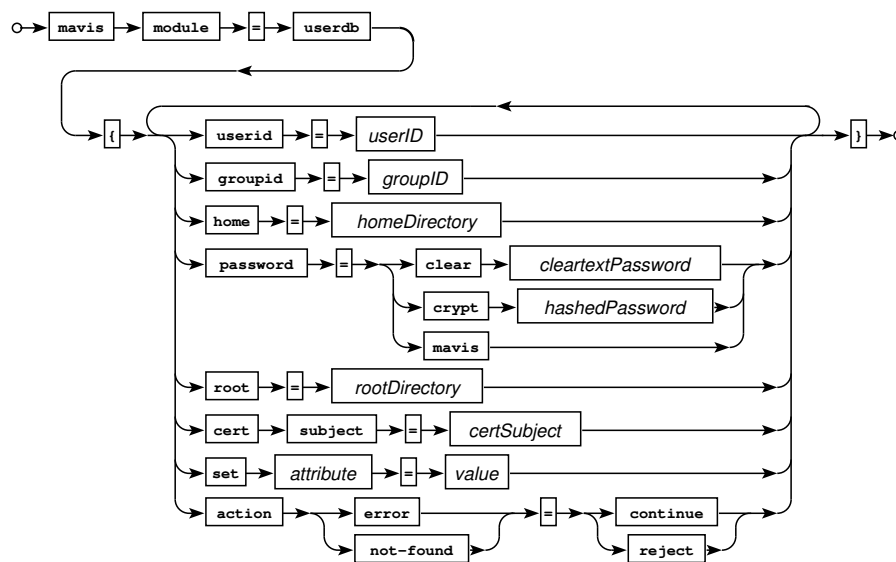 mavis module = userdb
{ userid = userID }
groupid = groupID
home = homeDirectory
password = clear cleartextPassword
crypt hashedPassword
mavis
root = rootDirectory
cert subject = certSubject
set attribute = value
action error = continue
not-found reject